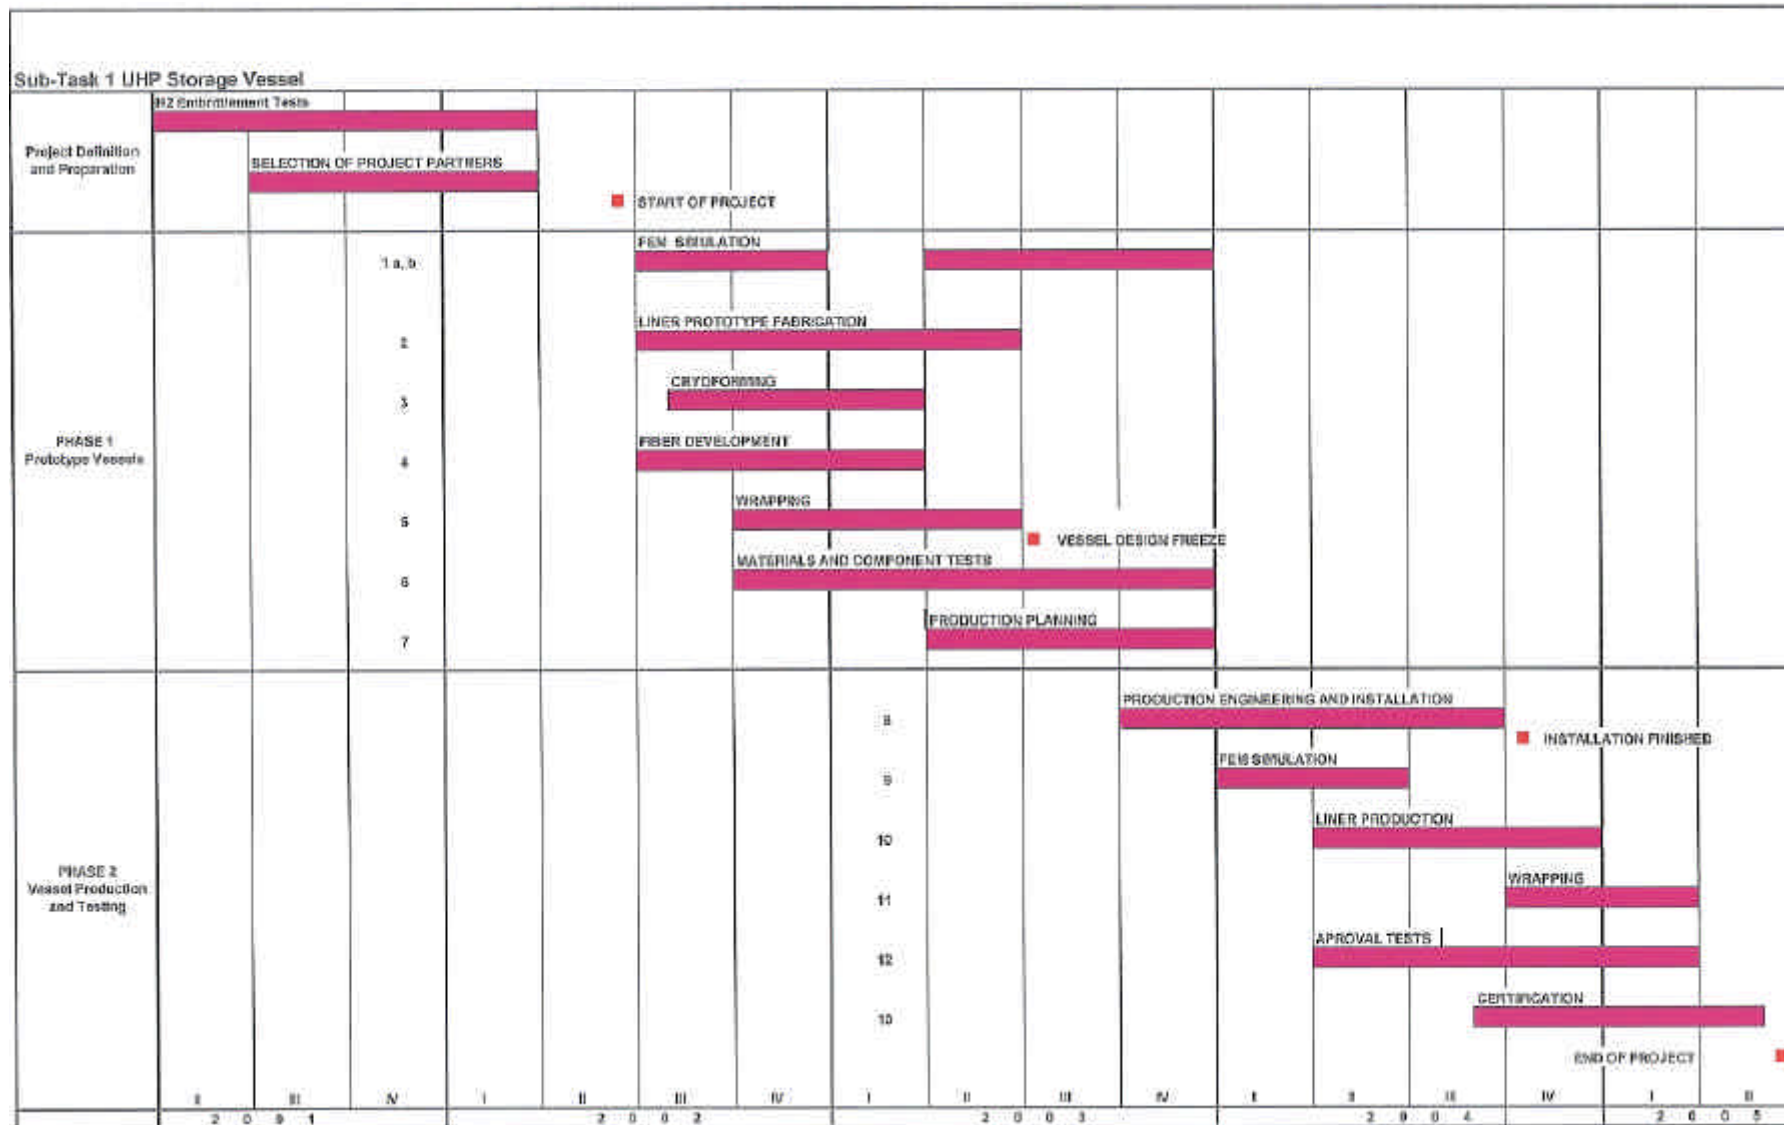 Sub-Task 1 UHP Storage Vessel
H2 Embrittlement Tests
Project Definition
and Preparation
SELECTION OF PROJECT PARTNERS
START OF PROJECT
FEM SIMULATION
1 a, b
LINER PROTOTYPE FABRICATION
2
CRYOFORMING
3
PHASE 1
Prototype Vessels
FIBER DEVELOPMENT
4
WRAPPING
5
VESSEL DESIGN FREEZE
MATERIALS AND COMPONENT TESTS
6
PRODUCTION PLANNING
7
PRODUCTION ENGINEERING AND INSTALLATION
8
INSTALLATION FINISHED
FEM SIMULATION
9
LINER PRODUCTION
10
PHASE 2
Vessel Production
and Testing
WRAPPING
11
APROVAL TESTS
12
CERTIFICATION
13
END OF PROJECT
II III IV I II III IV I II III IV I II III IV I II
2 0 0 1 2 0 0 2 2 0 0 3 2 0 0 4 2 0 0 5